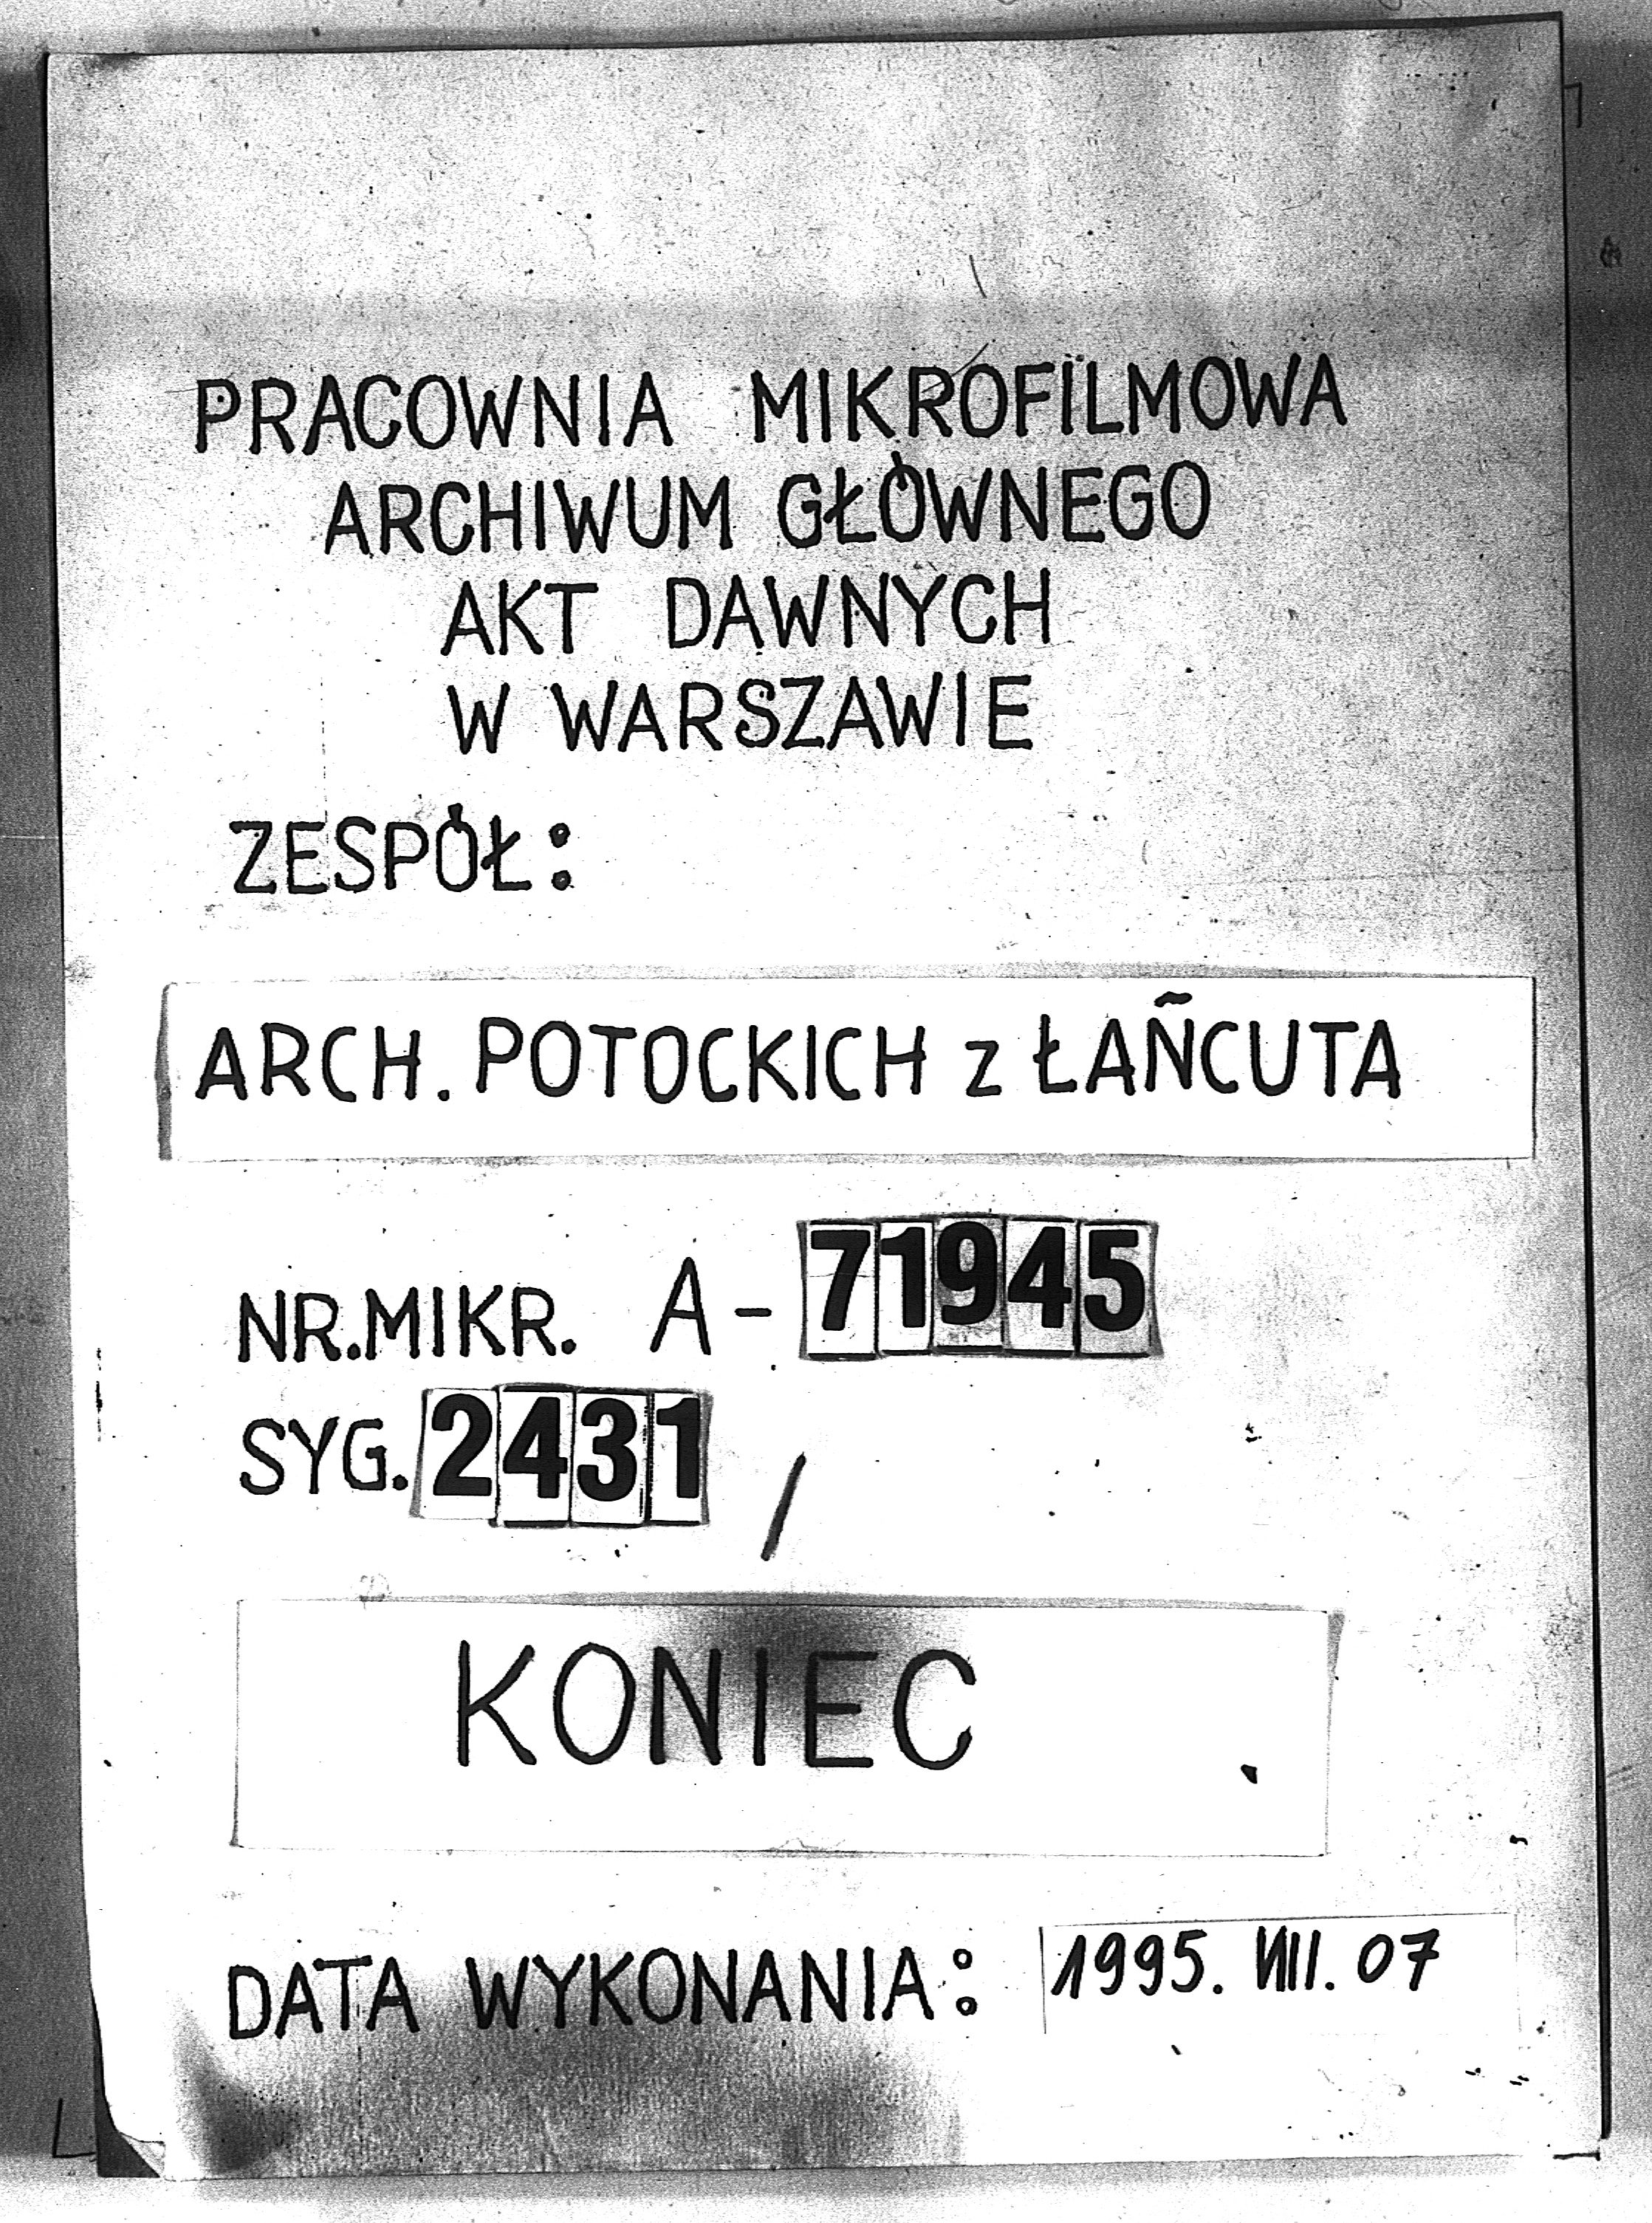 PRACOWNIA MIKROFILMOWA
ARCHIWUM GŁÓWNEGO
AKT DAWNYCH
W WARSZAWIE
ZESPÓŁ:
ARCH. POTOCKICH z ŁAÑCUTA
NR.MIKR. A-71945
SYG. 2431 /
KONIEC
DATA WYKONANIA: 1995. VIII. 07